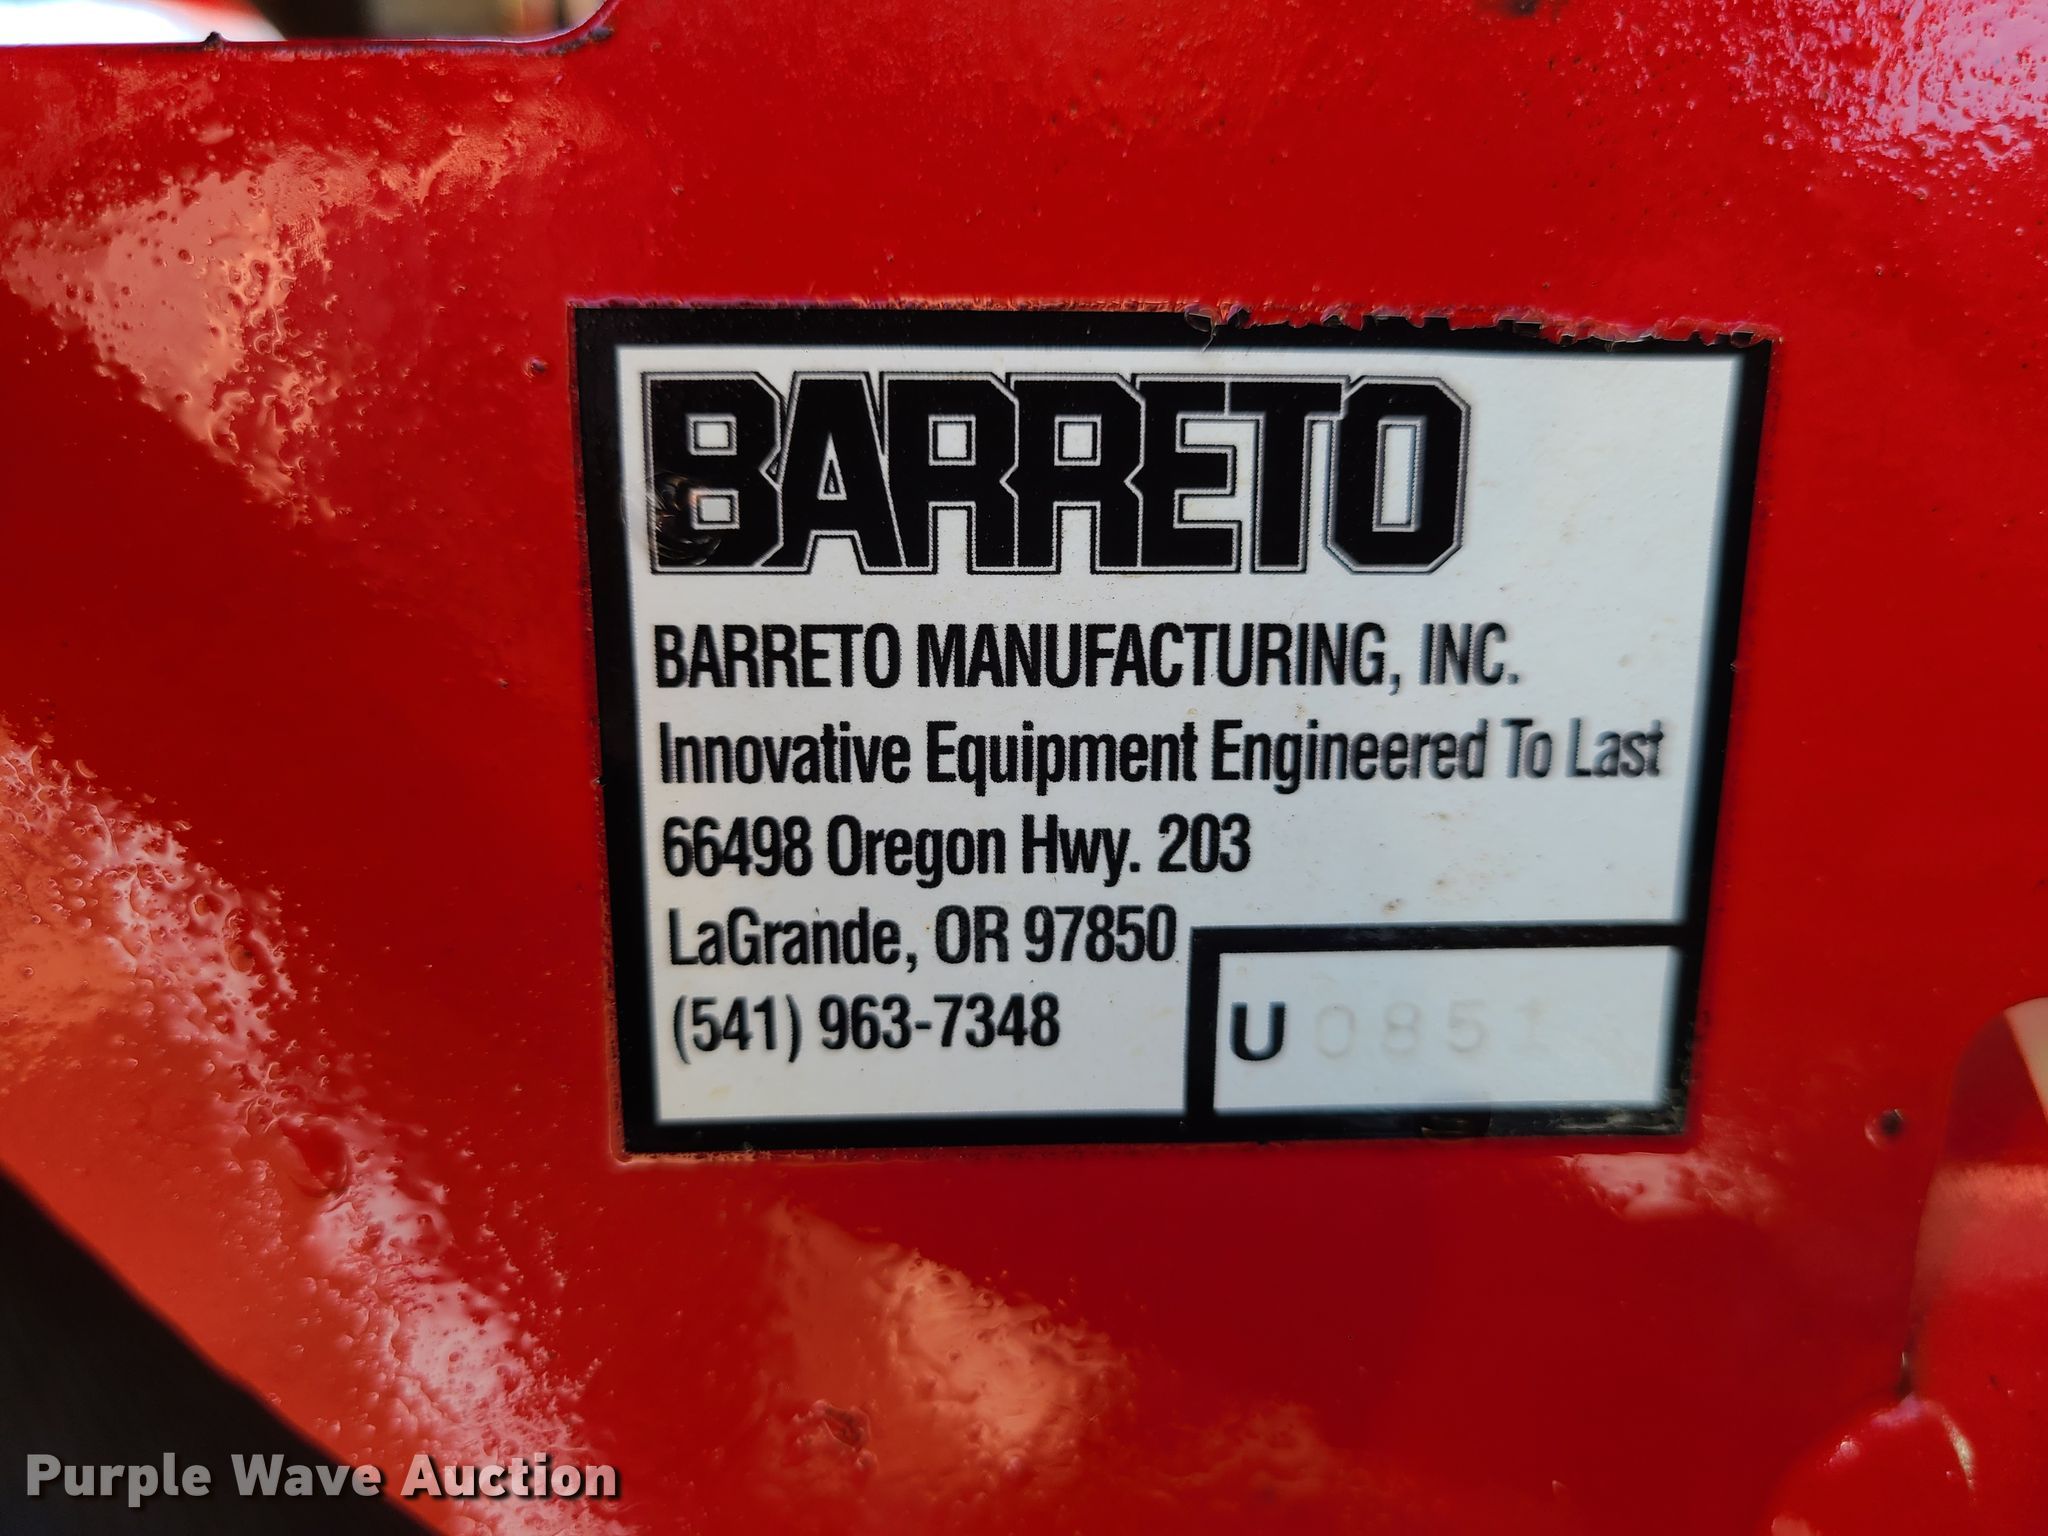 BARRETO
BARRETO MANUFACTURING, INC.
Innovative Equipment Engineered To Last
66498 Oregon Hwy. 203
LaGrande, OR 97850
(541) 963-7348
U 0851
Purple Wave Auction